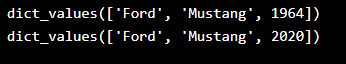 dict_values(['Ford', 'Mustang', 1964])
dict_values(['Ford', 'Mustang', 2020])